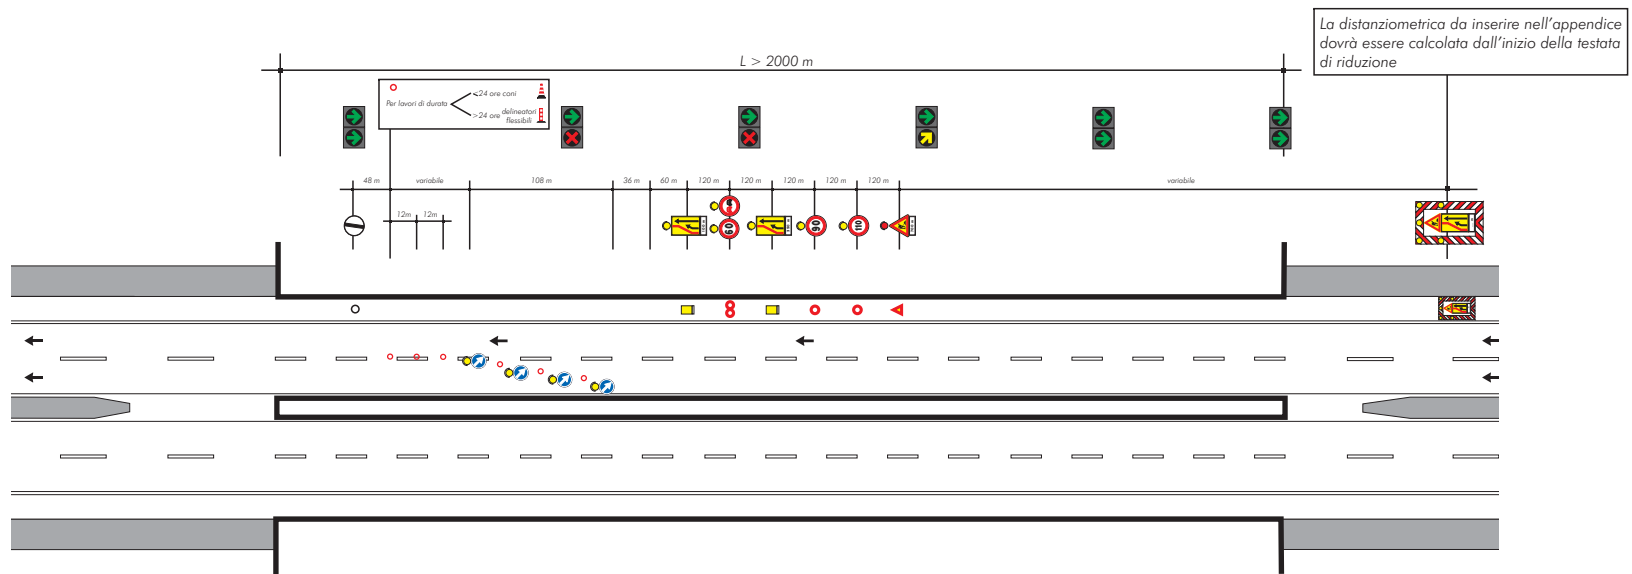 La distanziometrica da inserire nell'appendice
dovrà essere calcolata dall'inizio della testata
di riduzione
L > 2000 m
Per lavori di durata
<24 ore coni
>24 ore
delineatori
flessibili
48 m
variabile
108 m
36 m
60 m
120 m
120 m
120 m
120 m
120 m
variabile
12m
12m
60
90
110